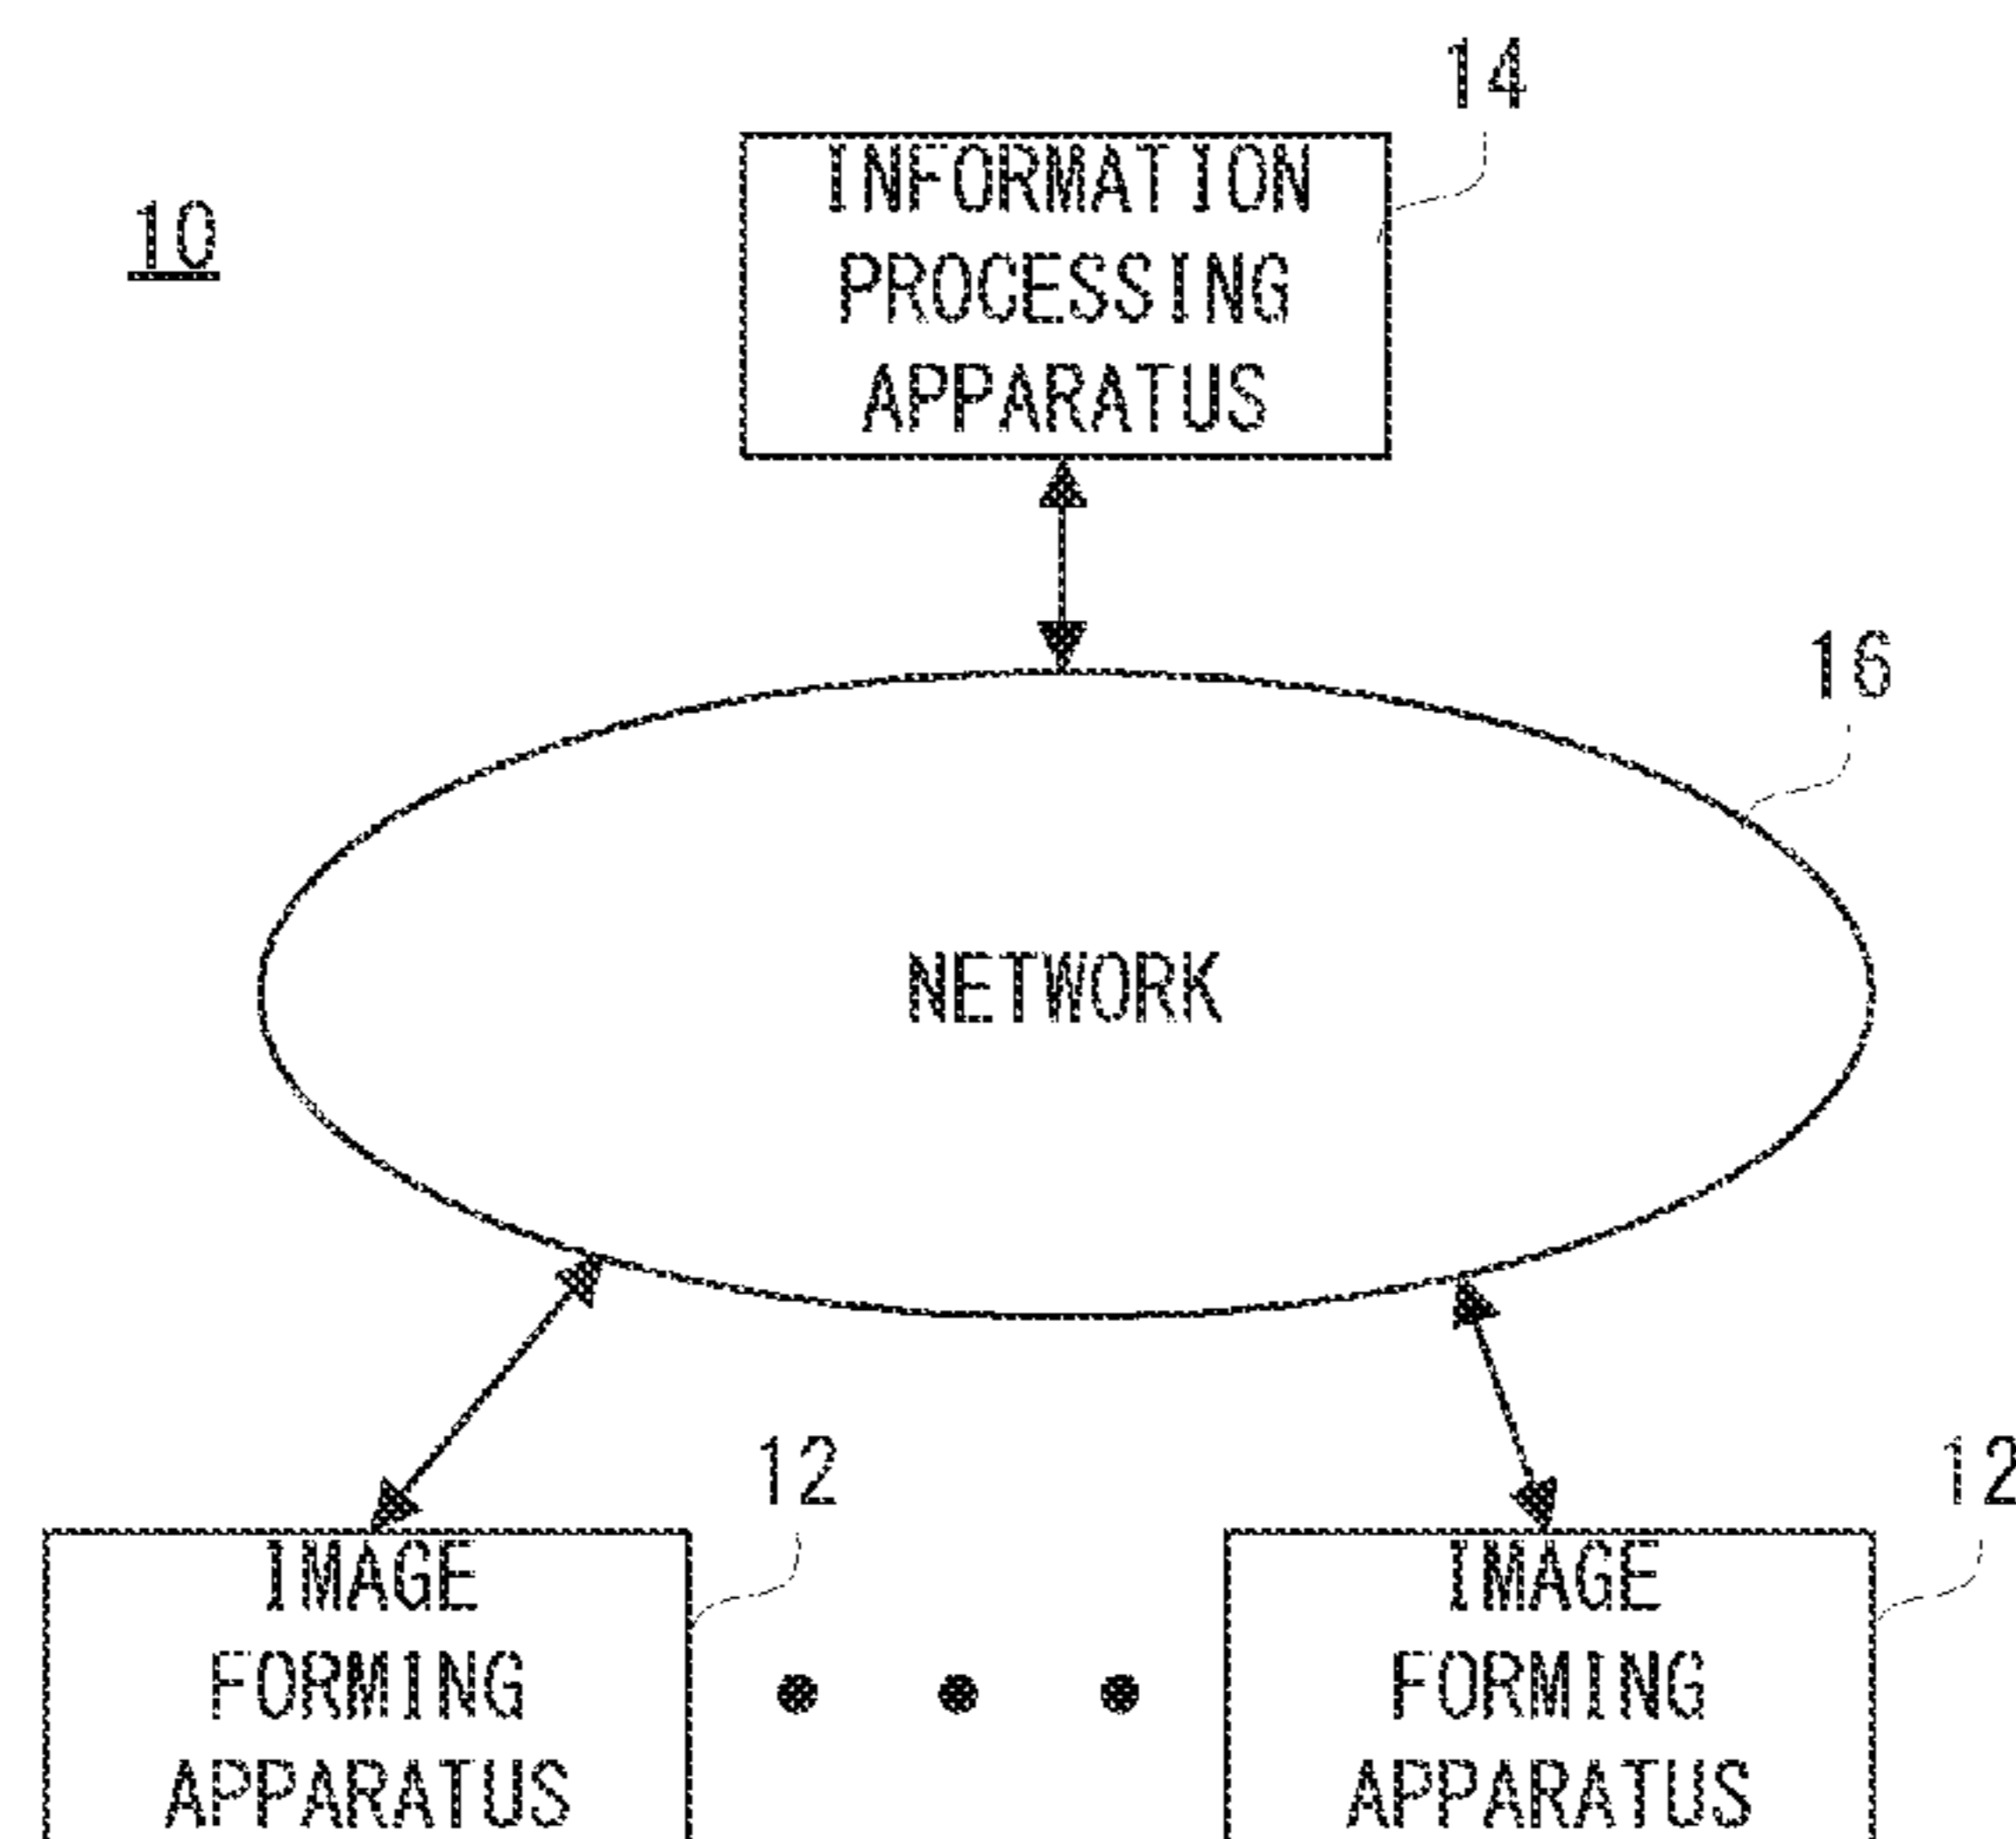 14
10
INFORMATION
PROCESSING
APPARATUS
16
NETWORK
12
12
IMAGE
FORMING
APPARATUS
IMAGE
FORMING
APPARATUS